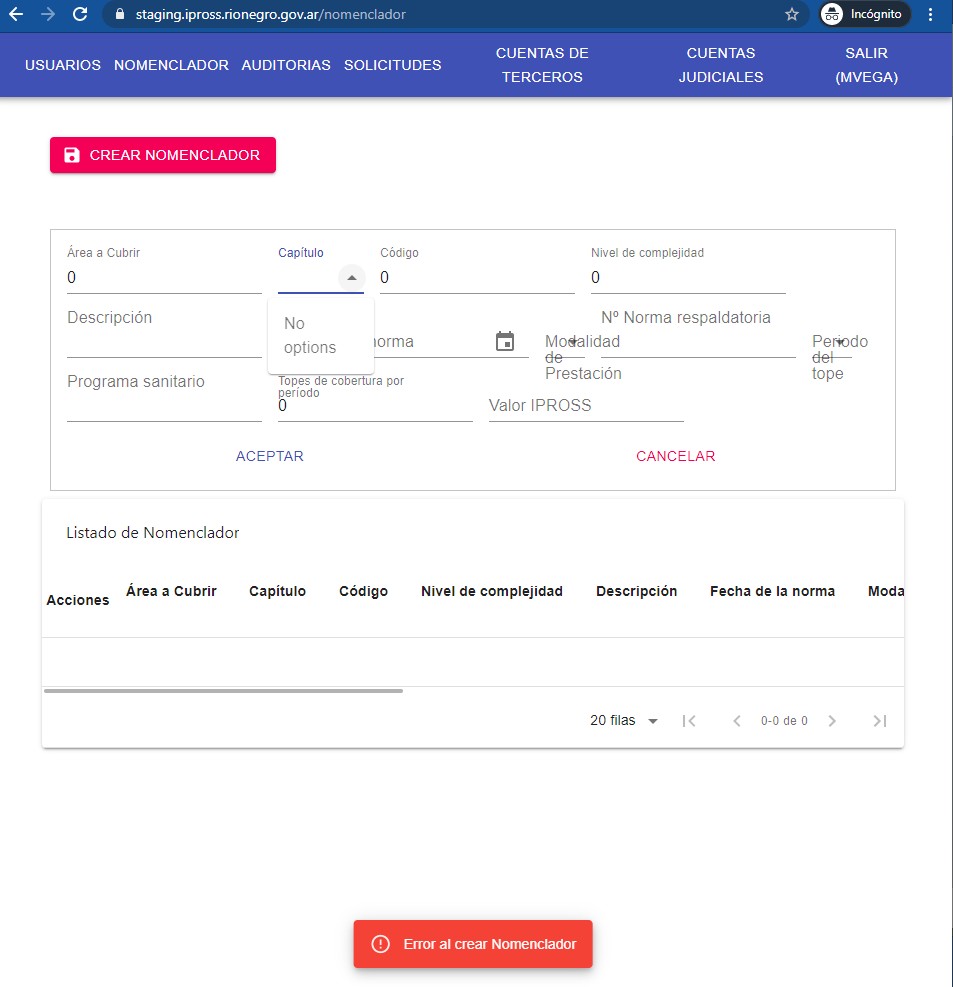 staging.ipross.rionegro.gov.ar/nomenclador
Incógnito
USUARIOS
NOMENCLADOR
AUDITORIAS
SOLICITUDES
CUENTAS DE
TERCEROS
CUENTAS
JUDICIALES
SALIR
(MVEGA)
CREAR NOMENCLADOR
Área a Cubrir
0
Capítulo
Código
0
Nivel de complejidad
0
Descripción
No
options
norma
Modalidad
de
Prestación
Nº Norma respaldatoria
Periodo
del
tope
Programa sanitario
Topes de cobertura por
período
0
Valor IPROSS
ACEPTAR
CANCELAR
Listado de Nomenclador
Acciones
Área a Cubrir
Capítulo
Código
Nivel de complejidad
Descripción
Fecha de la norma
Moda
20 filas
0-0 de 0
Error al crear Nomenclador